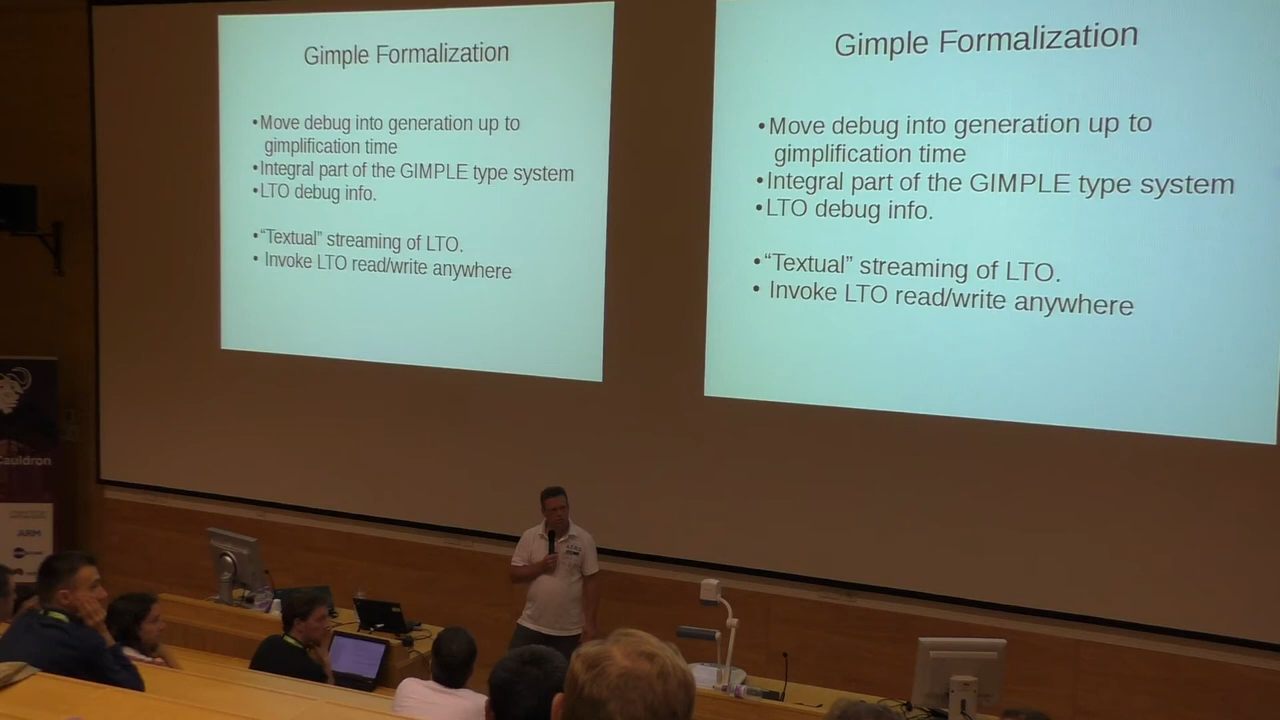 Gimple Formalization
•Move debug into generation up to
gimplification time
•Integral part of the GIMPLE type system
•LTO debug info.
•“Textual” streaming of LTO.
• Invoke LTO read/write anywhere
Gimple Formalization
•Move debug into generation up to
gimplification time
•Integral part of the GIMPLE type system
•LTO debug info.
•“Textual” streaming of LTO.
• Invoke LTO read/write anywhere
Cauldron
ARM